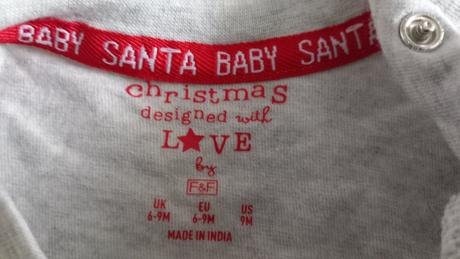 BABY SANTA BABY SANTA
christmas
designed with
L★VE
by
F&F
UK EU US
6-9M 6-9M 9M
MADE IN INDIA